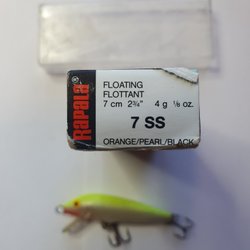 Rapala®
FLOATING
FLOTTANT
7 cm 2¾" 4 g ⅛ oz.
7 SS
ORANGE/PEARL/BLACK